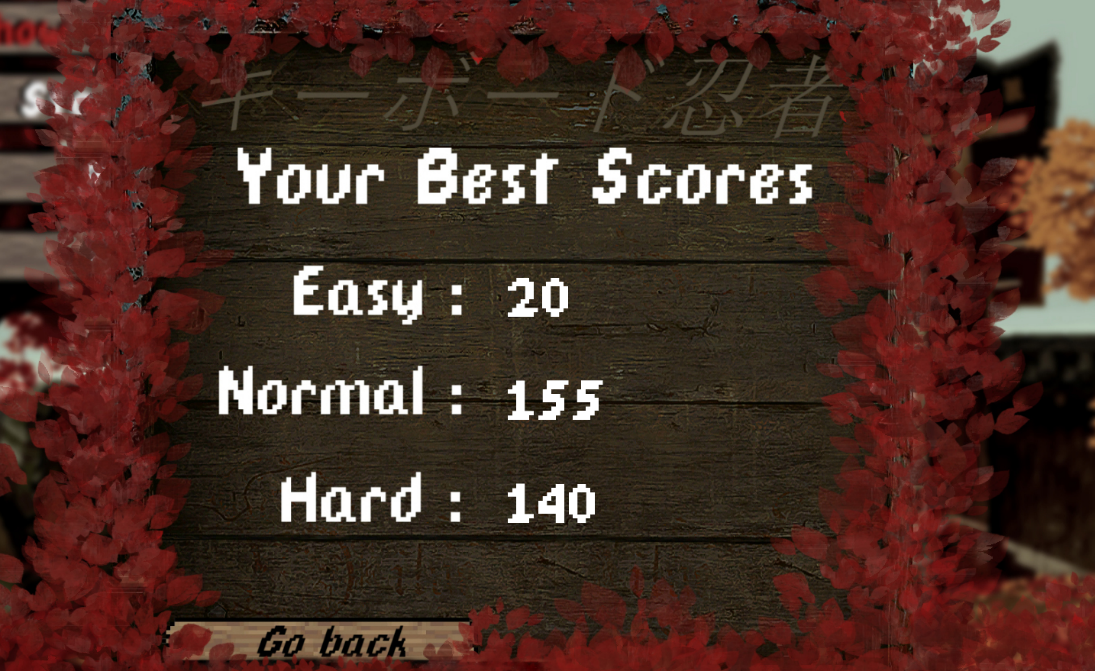 キーボード忍者
Your Best Scores
Easy : 20
Normal : 155
Hard : 140
Go back